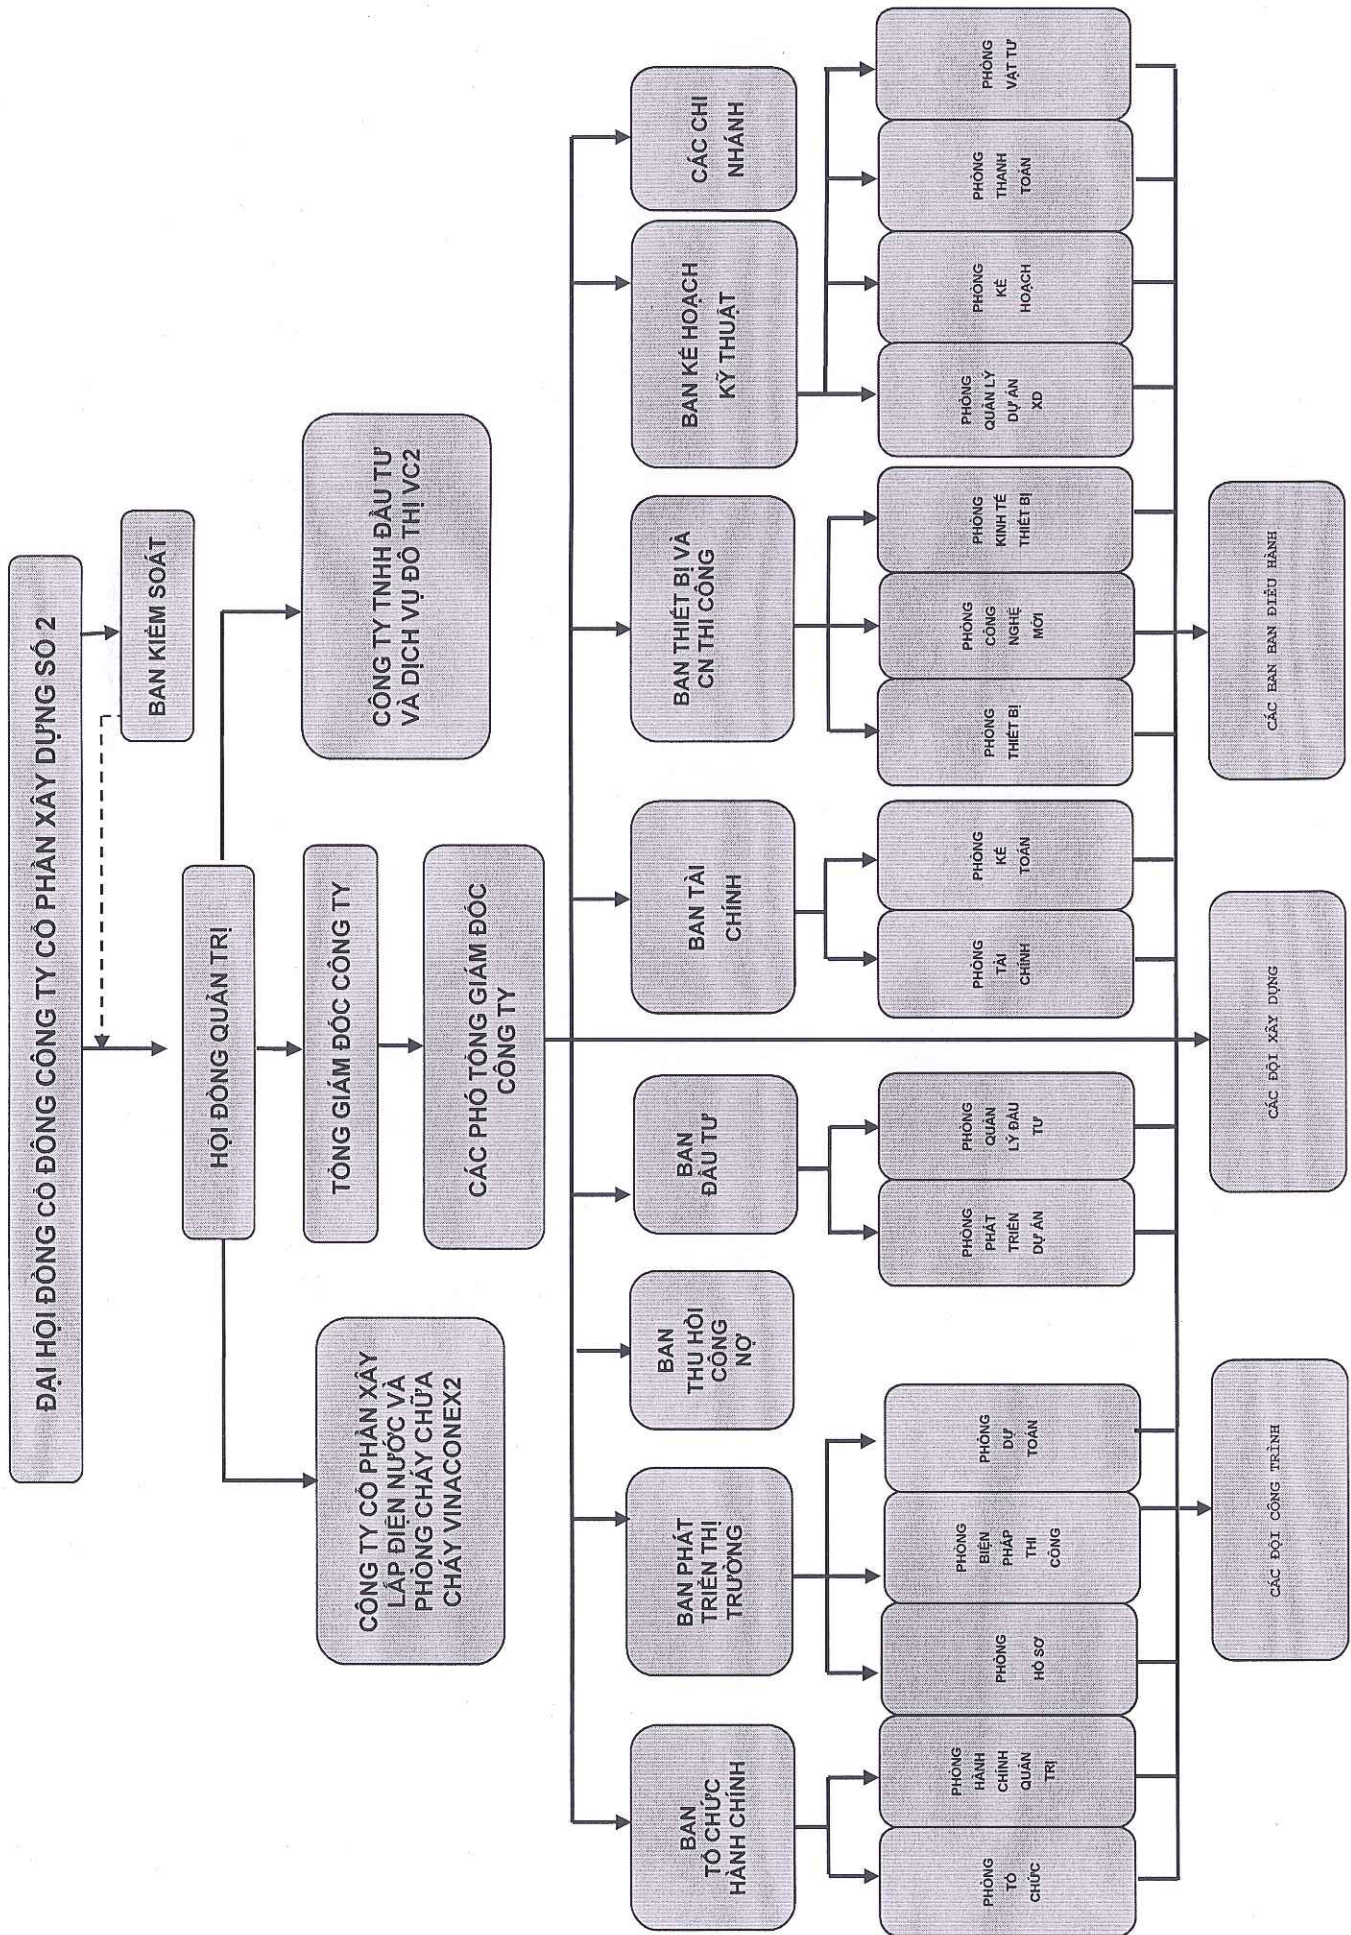 ĐẠI HỘI ĐỒNG CỔ ĐÔNG CÔNG TY CỔ PHẦN XÂY DỰNG SỐ 2
BAN KIỂM SOÁT
HỘI ĐỒNG QUẢN TRỊ
CÔNG TY CỔ PHẦN XÂY
LẮP ĐIỆN NƯỚC VÀ
PHÒNG CHÁY CHỮA
CHÁY VINACONEX2
TỔNG GIÁM ĐỐC CÔNG TY
CÔNG TY TNHH ĐẦU TƯ
VÀ DỊCH VỤ ĐÔ THỊ VC2
CÁC PHÓ TỔNG GIÁM ĐỐC
CÔNG TY
BAN
TỔ CHỨC
HÀNH CHÍNH
BAN PHÁT
TRIỂN THỊ
TRƯỜNG
BAN
THU HỒI
CÔNG
NỢ
BAN
ĐẦU TƯ
BAN TÀI
CHÍNH
BAN THIẾT BỊ VÀ
CN THI CÔNG
BAN KẾ HOẠCH
KỸ THUẬT
CÁC CHI
NHÁNH
PHÒNG
TỔ
CHỨC
PHÒNG
HÀNH
CHÍNH
QUẢN
TRỊ
PHÒNG
HỒ SƠ
PHÒNG
BIỆN
PHÁP
THI
CÔNG
PHÒNG
DỰ
TOÁN
PHÒNG
PHÁT
TRIỂN
DỰ ÁN
PHÒNG
QUẢN
LÝ ĐẦU
TƯ
PHÒNG
TÀI
CHÍNH
PHÒNG
KẾ
TOÁN
PHÒNG
THIẾT BỊ
PHÒNG
CÔNG
NGHỆ
MỚI
PHÒNG
KINH TẾ
THIẾT BỊ
PHÒNG
QUẢN LÝ
DỰ ÁN
XD
PHÒNG
KẾ
HOẠCH
PHÒNG
THANH
TOÁN
PHÒNG
VẬT TƯ
CÁC ĐỘI CÔNG TRÌNH
CÁC ĐỘI XÂY DỰNG
CÁC BAN BAN ĐIỀU HÀNH